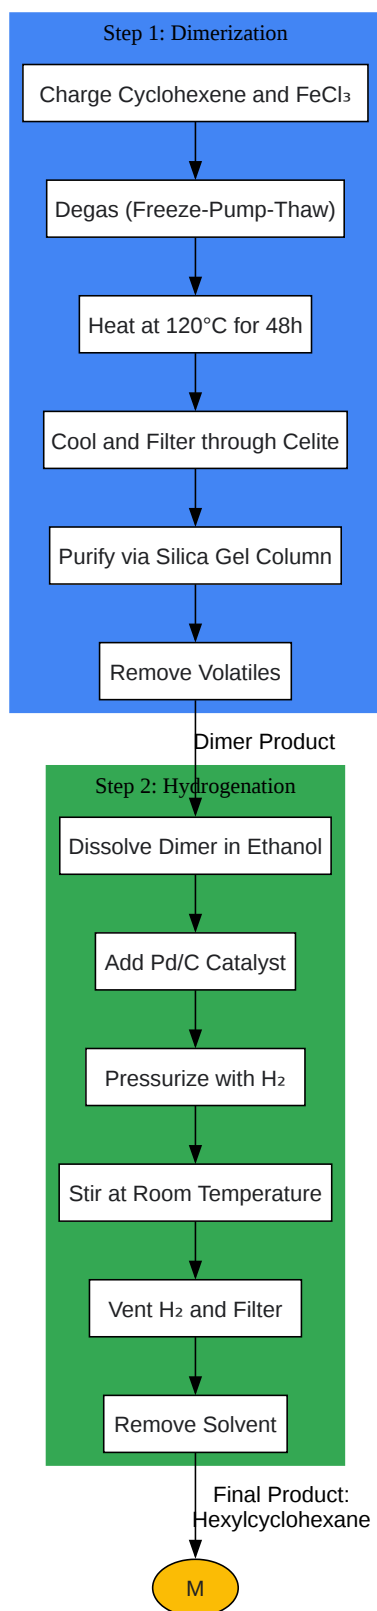 Step 1: Dimerization
Charge Cyclohexene and FeCl₃
Degas (Freeze-Pump-Thaw)
Heat at 120°C for 48h
Cool and Filter through Celite
Purify via Silica Gel Column
Remove Volatiles
Dimer Product
Step 2: Hydrogenation
Dissolve Dimer in Ethanol
Add Pd/C Catalyst
Pressurize with H₂
Stir at Room Temperature
Vent H₂ and Filter
Remove Solvent
Final Product:
Hexylcyclohexane
M